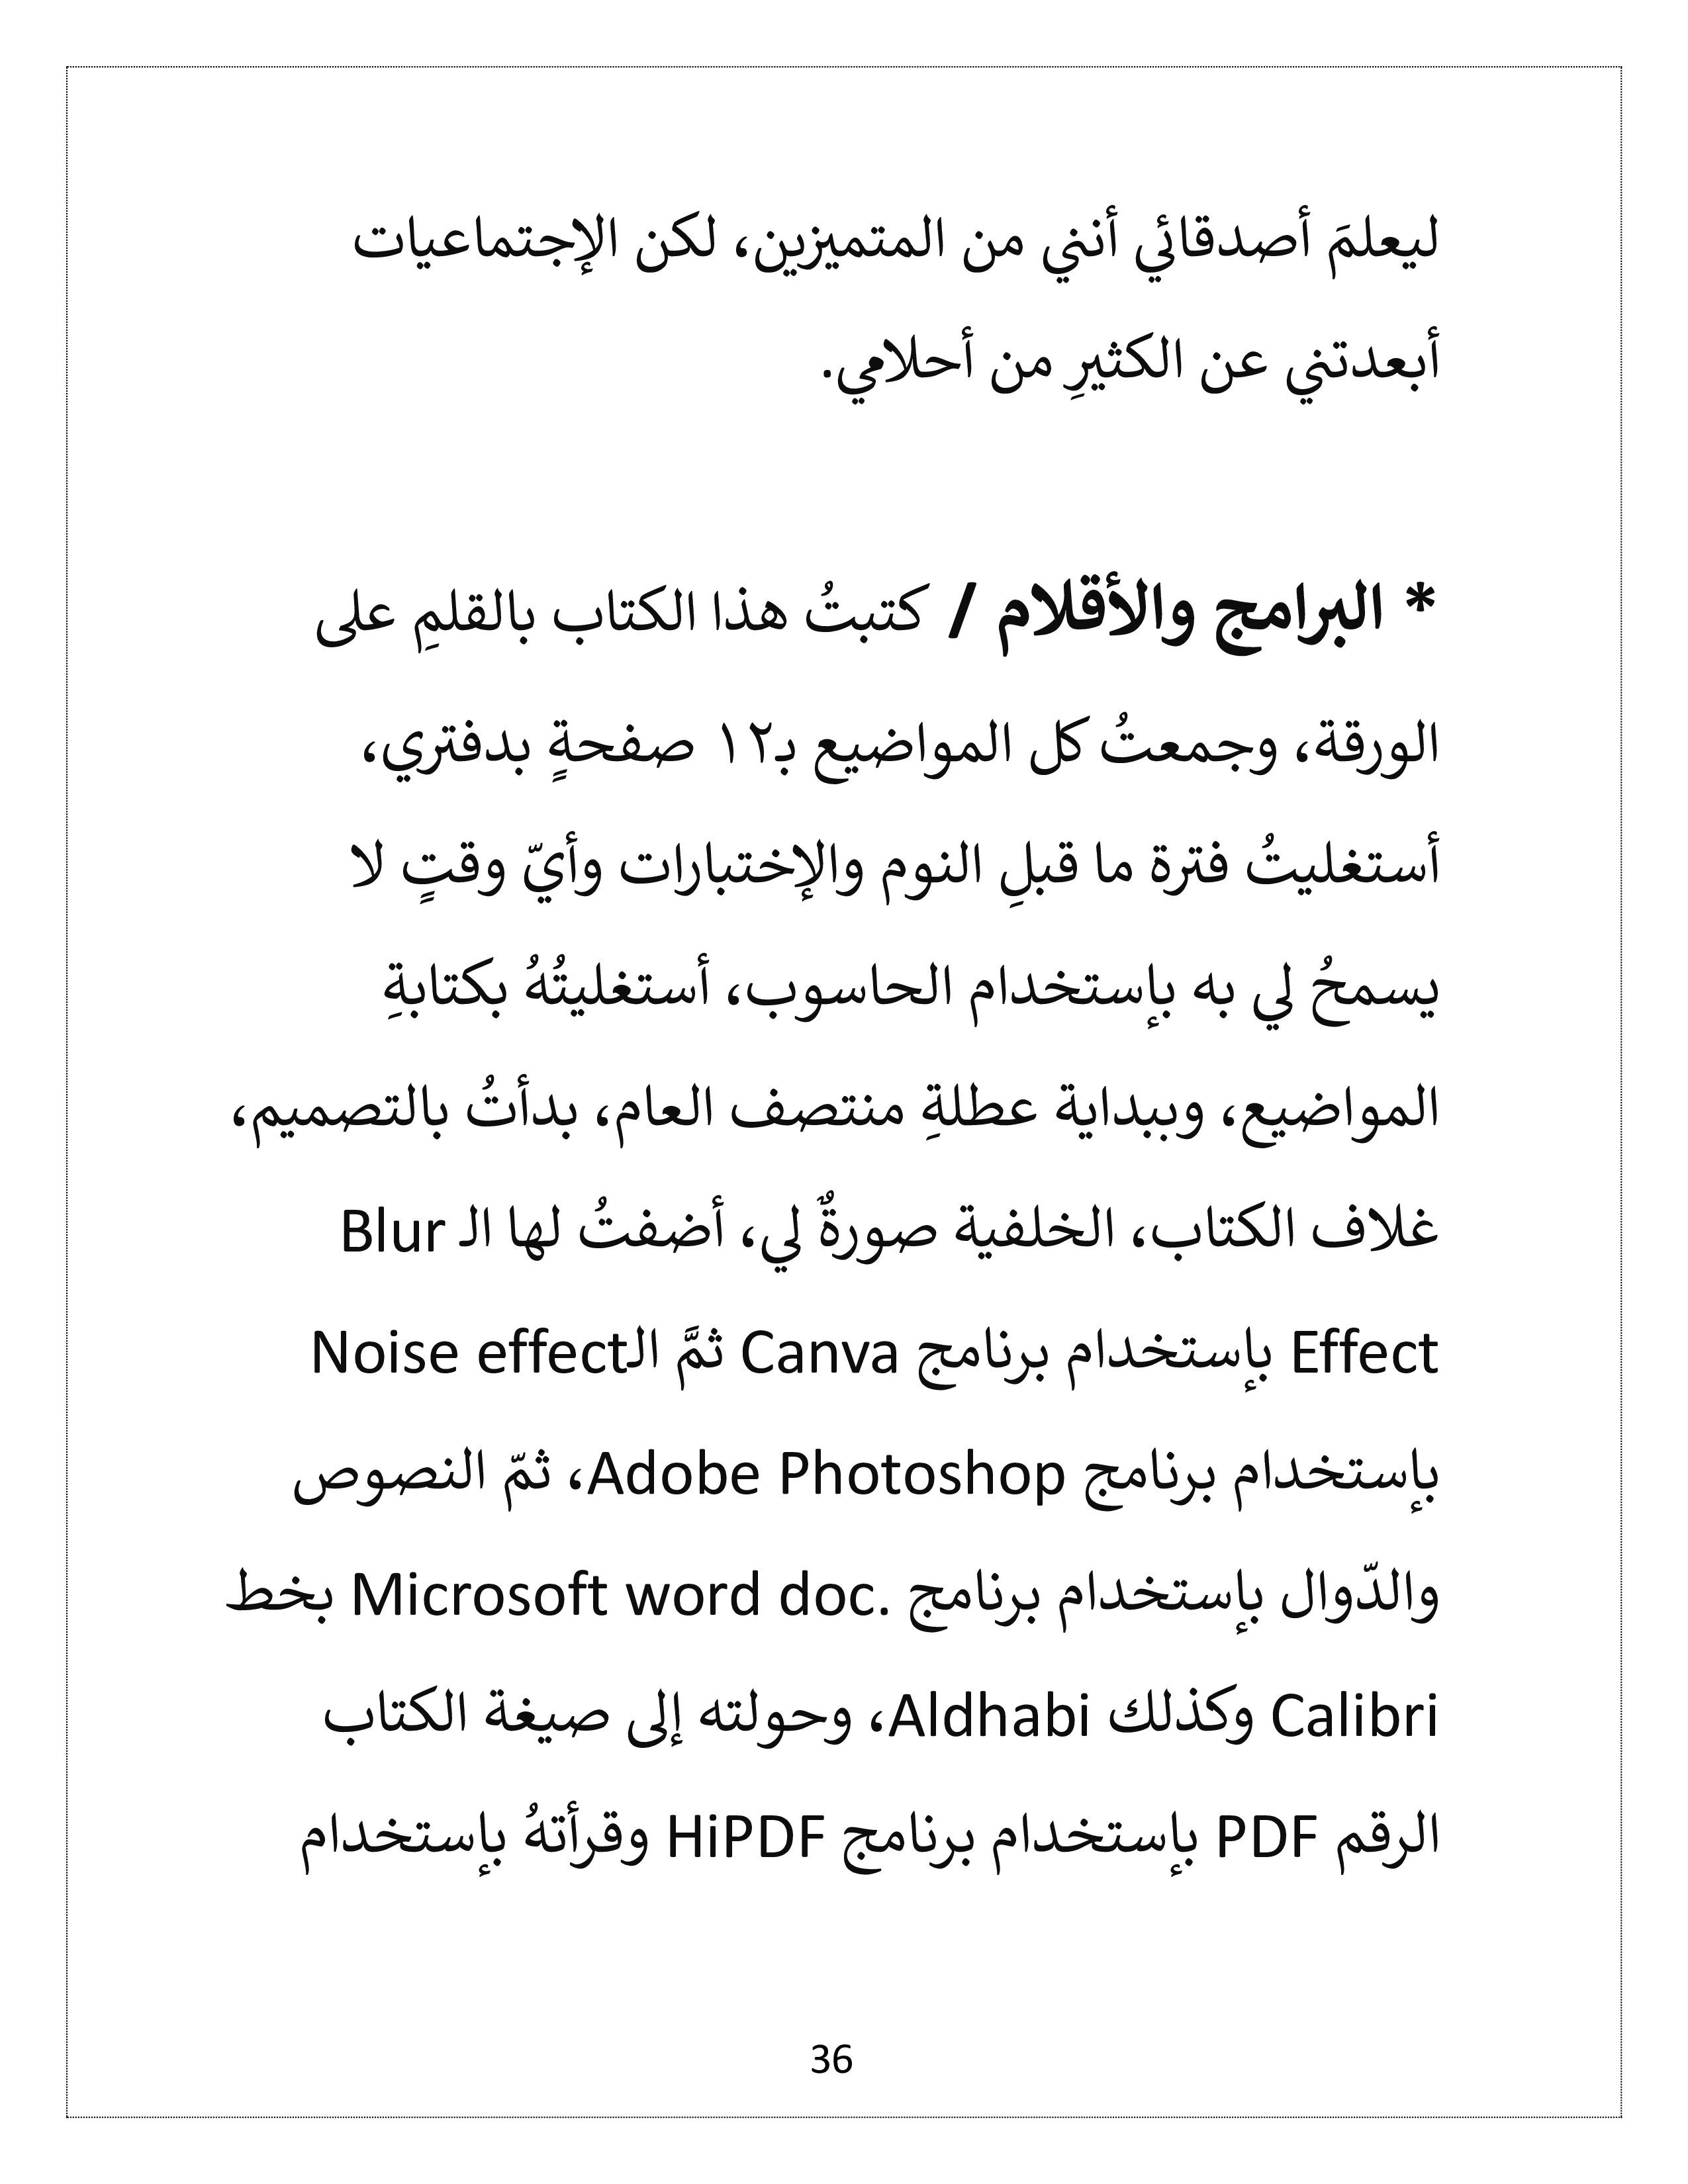 ليعلمَ أصدقائي أنني من المتميزين، لكن الإجتماعيات
أبعدتني عن الكثيرِ من أحلامي.
* البرامج والأقلام / كتبتُ هذا الكتاب بالقلمِ على
الورقة، وجمعتُ كل المواضيع بـ١٢ صفحةٍ بدفتري،
أستغليتُ فترة ما قبلِ النوم والإختبارات وأيّ وقتٍ لا
يسمحُ لي به بإستخدام الحاسوب، أستغليتُهُ بكتابةِ
المواضيع، وببداية عطلةِ منتصف العام، بدأتُ بالتصميم،
غلاف الكتاب، الخلفية صورةٌ لي، أضفتُ لها الـ Blur
Effect بإستخدام برنامج Canva ثمَّ الـNoise effect
بإستخدام برنامج Adobe Photoshop، ثمّ النصوص
والدّوال بإستخدام برنامج Microsoft word doc. بخط
Calibri وكذلك Aldhabi، وحولته إلى صيغة الكتاب
الرقم PDF بإستخدام برنامج HiPDF وقرأتهُ بإستخدام
36